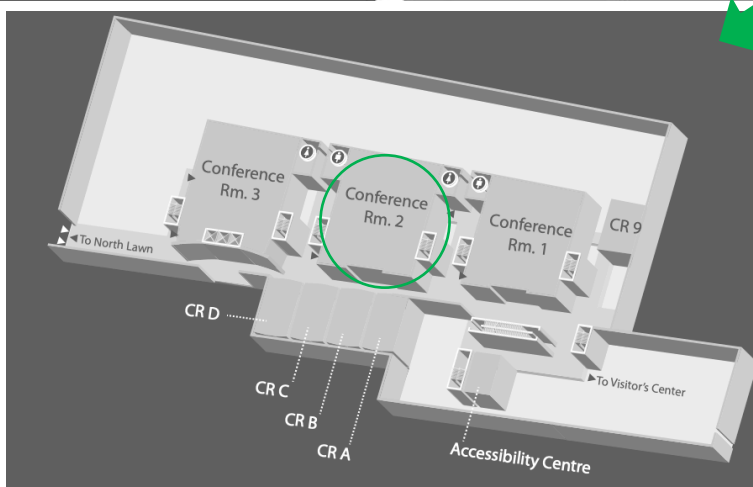 Conference
Rm. 3
Conference
Rm. 2
Conference
Rm. 1
CR 9
To North Lawn
CR D
CR C
CR B
CR A
To Visitor's Center
Accessibility Centre